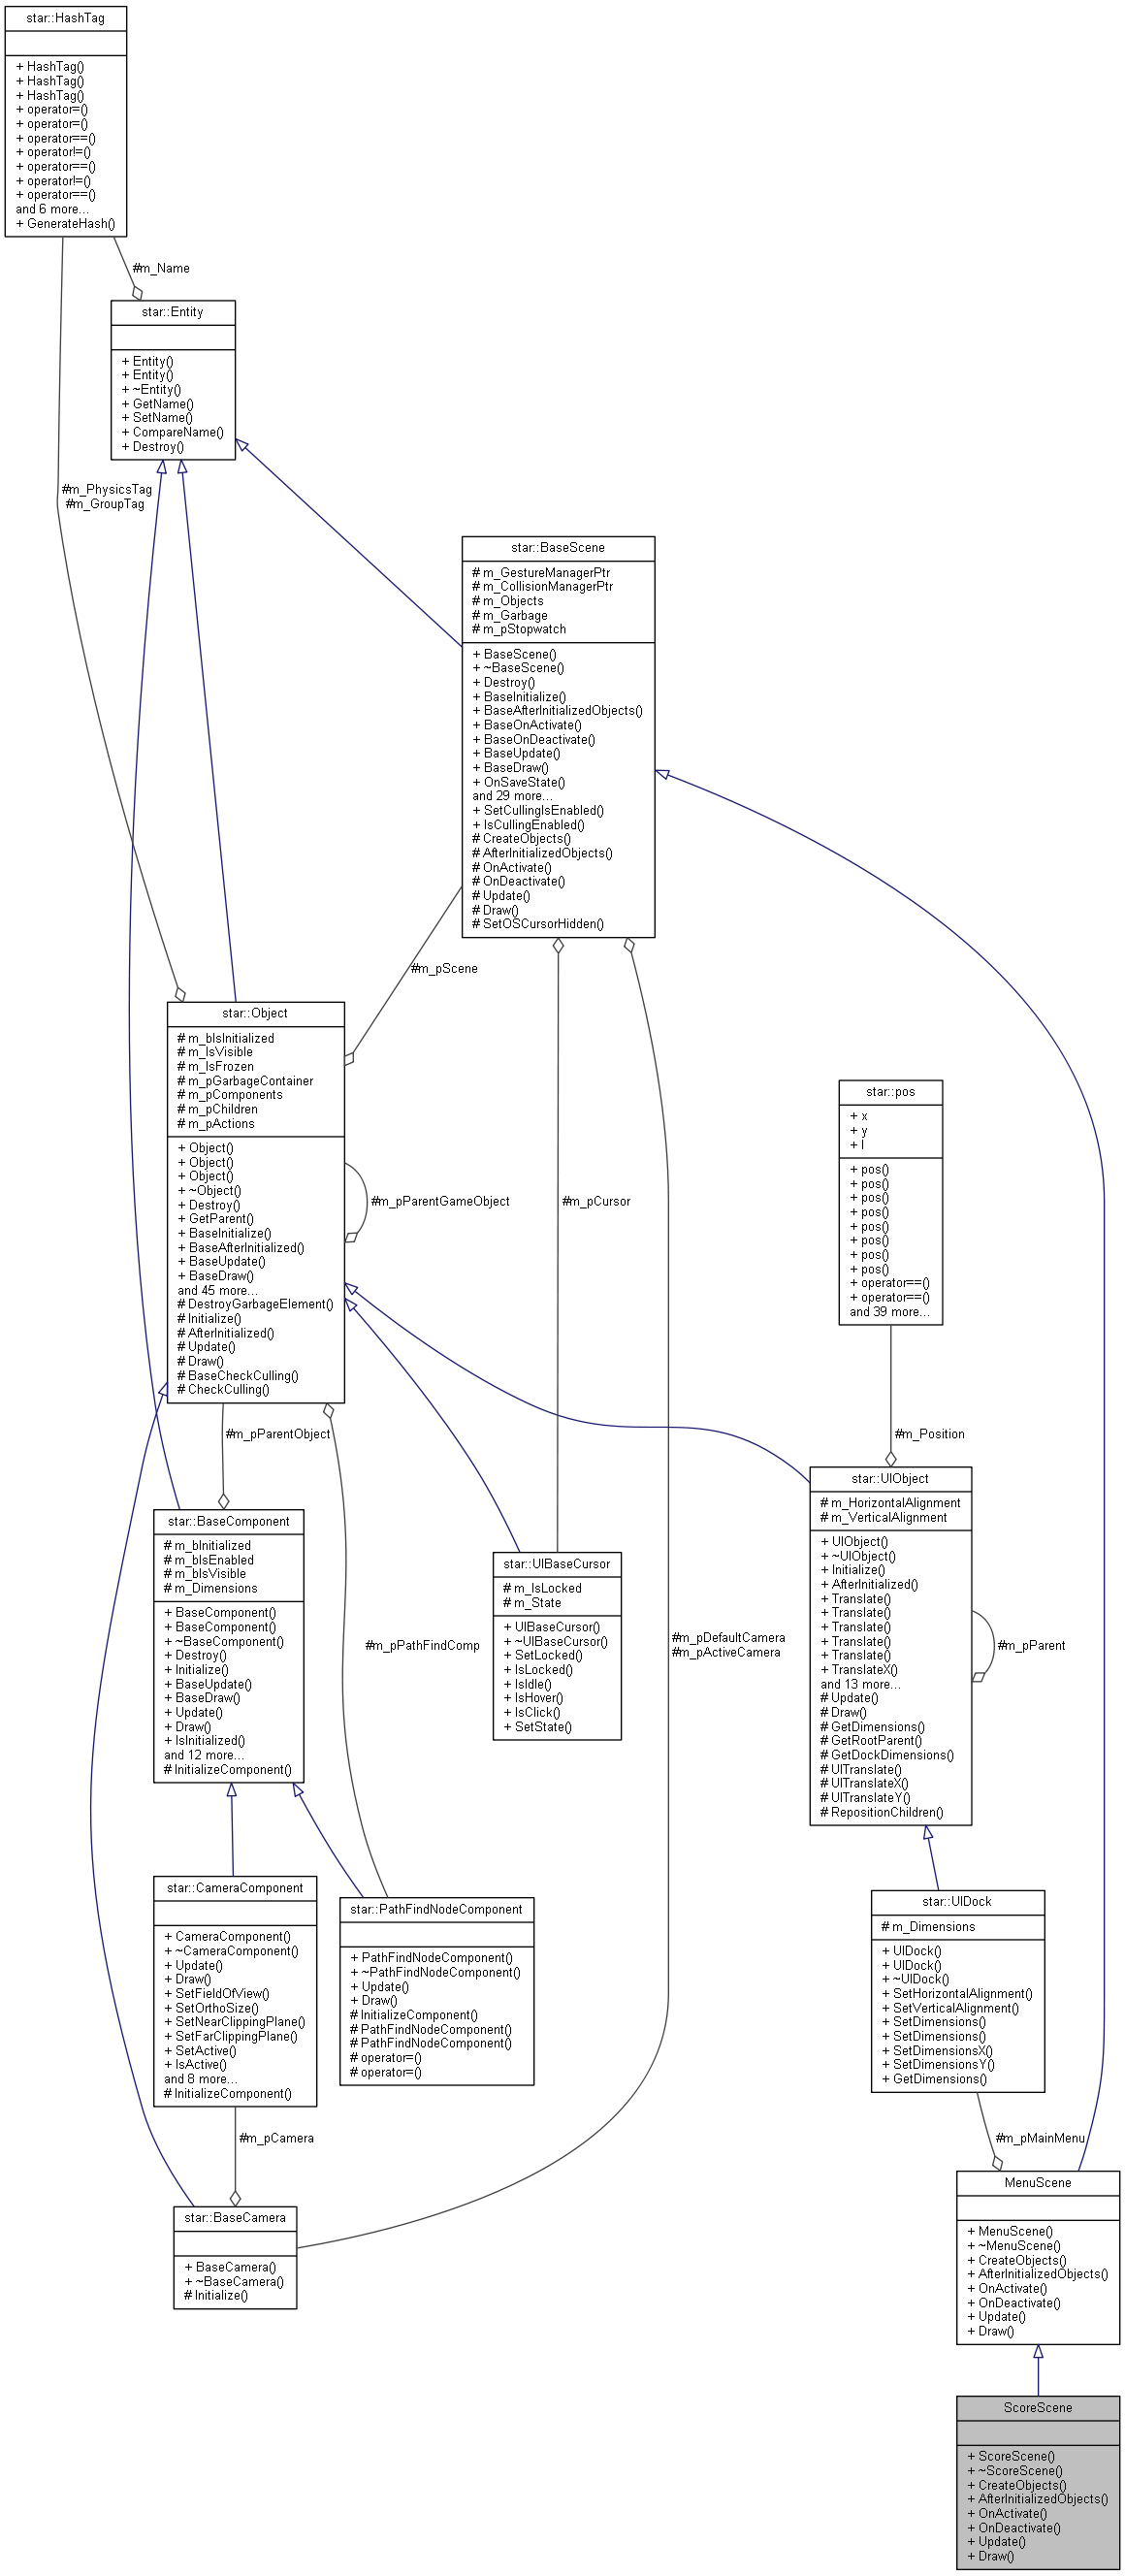 star::HashTag
+ HashTag()
+ HashTag()
+ HashTag()
+ operator=()
+ operator=()
+ operator==()
+ operator!=()
+ operator==()
+ operator!=()
+ operator==()
and 6 more...
+ GenerateHash()
#m_Name
star::Entity
+ Entity()
+ Entity()
+ ~Entity()
+ GetName()
+ SetName()
+ CompareName()
+ Destroy()
#m_PhysicsTag
#m_GroupTag
star::BaseScene
# m_GestureManagerPtr
# m_CollisionManagerPtr
# m_Objects
# m_Garbage
# m_pStopwatch
+ BaseScene()
+ ~BaseScene()
+ Destroy()
+ BaseInitialize()
+ BaseAfterInitializedObjects()
+ BaseOnActivate()
+ BaseOnDeactivate()
+ BaseUpdate()
+ BaseDraw()
+ OnSaveState()
and 29 more...
+ SetCullingIsEnabled()
+ IsCullingEnabled()
# CreateObjects()
# AfterInitializedObjects()
# OnActivate()
# OnDeactivate()
# Update()
# Draw()
# SetOSCursorHidden()
#m_pScene
star::Object
# m_bIsInitialized
# m_IsVisible
# m_IsFrozen
# m_pGarbageContainer
# m_pComponents
# m_pChildren
# m_pActions
+ Object()
+ Object()
+ Object()
+ ~Object()
+ Destroy()
+ GetParent()
+ BaseInitialize()
+ BaseAfterInitialized()
+ BaseUpdate()
+ BaseDraw()
and 45 more...
# DestroyGarbageElement()
# Initialize()
# AfterInitialized()
# Update()
# Draw()
# BaseCheckCulling()
# CheckCulling()
#m_pParentGameObject
#m_pCursor
star::pos
+ x
+ y
+ l
+ pos()
+ pos()
+ pos()
+ pos()
+ pos()
+ pos()
+ pos()
+ pos()
+ operator==()
+ operator==()
and 39 more...
#m_pParentObject
#m_Position
star::UIObject
# m_HorizontalAlignment
# m_VerticalAlignment
+ UIObject()
+ ~UIObject()
+ Initialize()
+ AfterInitialized()
+ Translate()
+ Translate()
+ Translate()
+ Translate()
+ Translate()
+ TranslateX()
and 13 more...
# Update()
# Draw()
# GetDimensions()
# GetRootParent()
# GetDockDimensions()
# UITranslate()
# UITranslateX()
# UITranslateY()
# RepositionChildren()
#m_pParent
star::BaseComponent
# m_bInitialized
# m_bIsEnabled
# m_bIsVisible
# m_Dimensions
+ BaseComponent()
+ BaseComponent()
+ ~BaseComponent()
+ Destroy()
+ Initialize()
+ BaseUpdate()
+ BaseDraw()
+ Update()
+ Draw()
+ IsInitialized()
and 12 more...
# InitializeComponent()
#m_pPathFindComp
star::UIBaseCursor
# m_IsLocked
# m_State
+ UIBaseCursor()
+ ~UIBaseCursor()
+ SetLocked()
+ IsLocked()
+ IsIdle()
+ IsHover()
+ IsClick()
+ SetState()
#m_pDefaultCamera
#m_pActiveCamera
star::CameraComponent
+ CameraComponent()
+ ~CameraComponent()
+ Update()
+ Draw()
+ SetFieldOfView()
+ SetOrthoSize()
+ SetNearClippingPlane()
+ SetFarClippingPlane()
+ SetActive()
+ IsActive()
and 8 more...
# InitializeComponent()
star::PathFindNodeComponent
+ PathFindNodeComponent()
+ ~PathFindNodeComponent()
+ Update()
+ Draw()
# InitializeComponent()
# PathFindNodeComponent()
# PathFindNodeComponent()
# operator=()
# operator=()
star::UIDock
# m_Dimensions
+ UIDock()
+ UIDock()
+ ~UIDock()
+ SetHorizontalAlignment()
+ SetVerticalAlignment()
+ SetDimensions()
+ SetDimensions()
+ SetDimensionsX()
+ SetDimensionsY()
+ GetDimensions()
#m_pCamera
#m_pMainMenu
star::BaseCamera
+ BaseCamera()
+ ~BaseCamera()
# Initialize()
MenuScene
+ MenuScene()
+ ~MenuScene()
+ CreateObjects()
+ AfterInitializedObjects()
+ OnActivate()
+ OnDeactivate()
+ Update()
+ Draw()
ScoreScene
+ ScoreScene()
+ ~ScoreScene()
+ CreateObjects()
+ AfterInitializedObjects()
+ OnActivate()
+ OnDeactivate()
+ Update()
+ Draw()